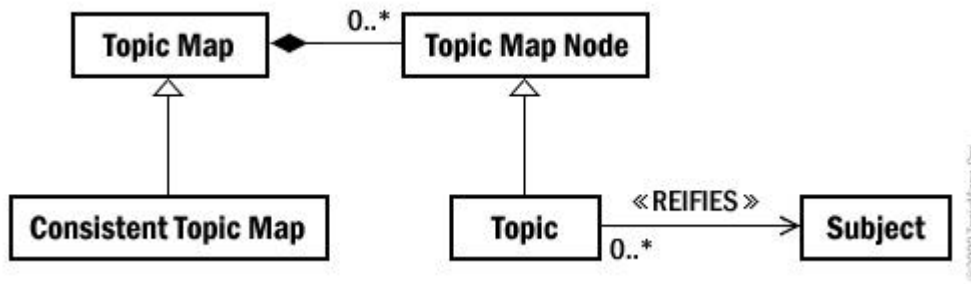 0..*
Topic Map
Topic Map Node
Consistent Topic Map
Topic
«REIFIES»
0..*
Subject